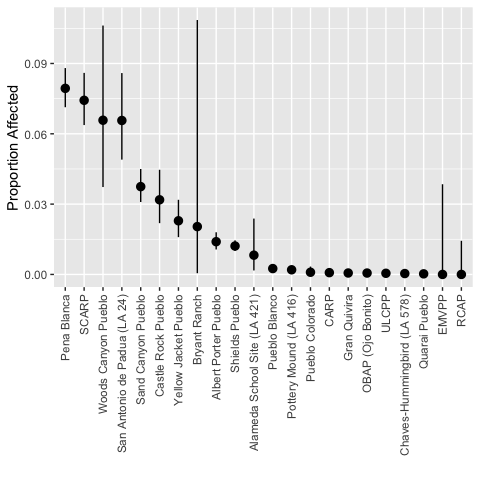 Proportion Affected
0.09
0.06
0.03
0.00
Pena Blanca
SCARP
Woods Canyon Pueblo
San Antonio de Padua (LA 24)
Sand Canyon Pueblo
Castle Rock Pueblo
Yellow Jacket Pueblo
Bryant Ranch
Albert Porter Pueblo
Shields Pueblo
Alameda School Site (LA 421)
Pueblo Blanco
Pottery Mound (LA 416)
Pueblo Colorado
CARP
Gran Quivira
OBAP (Ojo Bonito)
ULCPP
Chaves-Hummingbird (LA 578)
Quarai Pueblo
EMVPP
RCAP